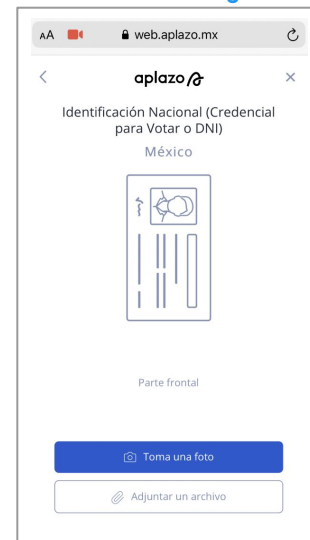 AA web.aplazo.mx
aplazo
Identificación Nacional (Credencial
para Votar o DNI)
México
Parte frontal
Toma una foto
Adjuntar un archivo